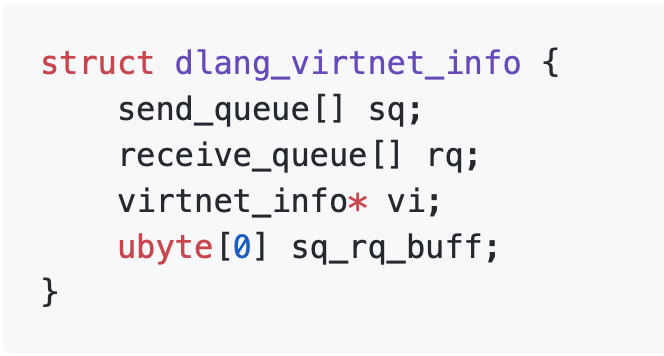 struct dlang_virtnet_info {
    send_queue[] sq;
    receive_queue[] rq;
    virtnet_info* vi;
    ubyte[0] sq_rq_buff;
}